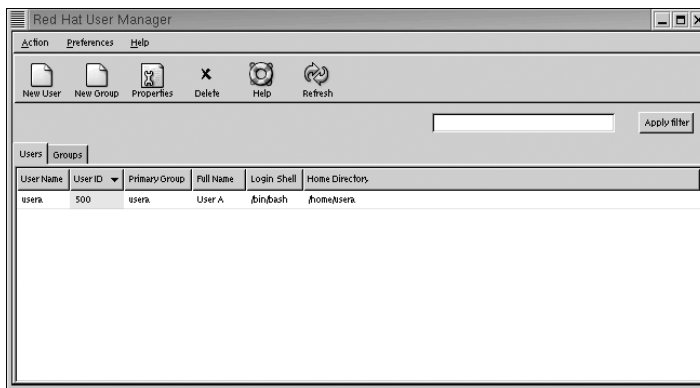 Red Hat User Manager
Action Preferences Help
New User New Group Properties Delete Help Refresh
Apply filter
Users Groups
User Name User ID Primary Group Full Name Login Shell Home Directory
usera 500 usera User A /bin/bash /home/usera